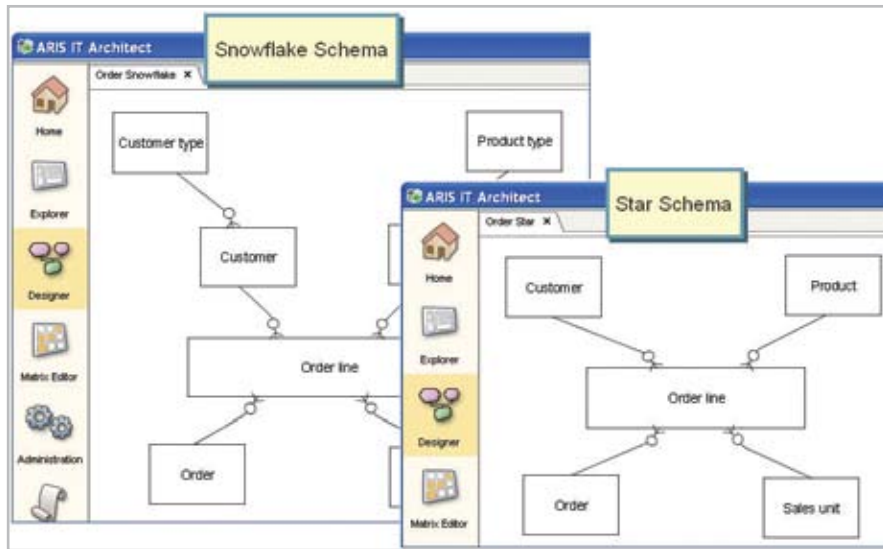 Snowflake Schema
ARIS IT Architect
Order Snowflake ×
Home
Explorer
Designer
Matrix Editor
Administration
Customer type
Product type
Customer
Order line
Order
Star Schema
ARIS IT Architect
Order Star ×
Home
Explorer
Designer
Matrix Editor
Customer
Product
Order line
Order
Sales unit